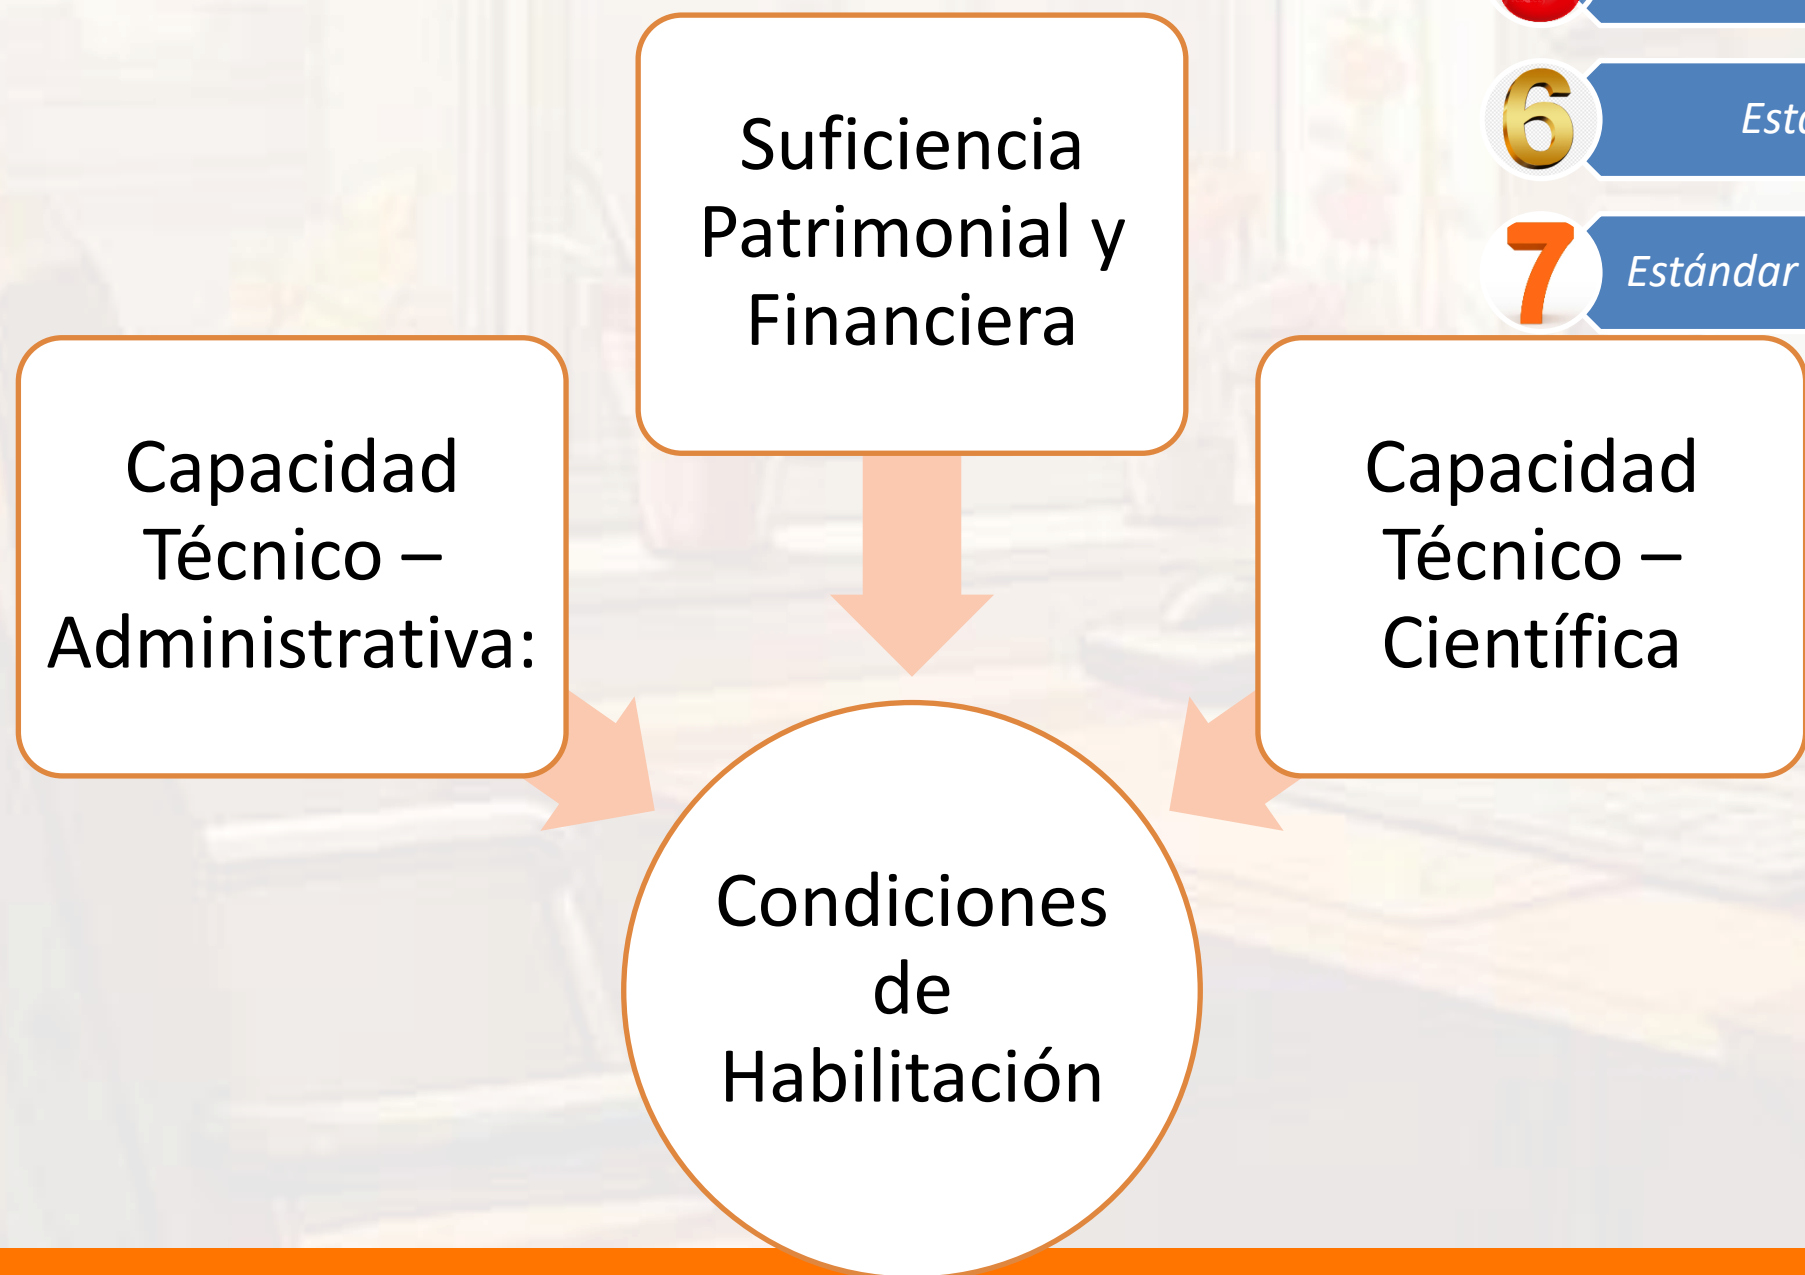 Suficiencia
Patrimonial y
Financiera
6
7
Estándar
Capacidad
Técnico –
Administrativa:
Capacidad
Técnico –
Científica
Condiciones
de
Habilitación